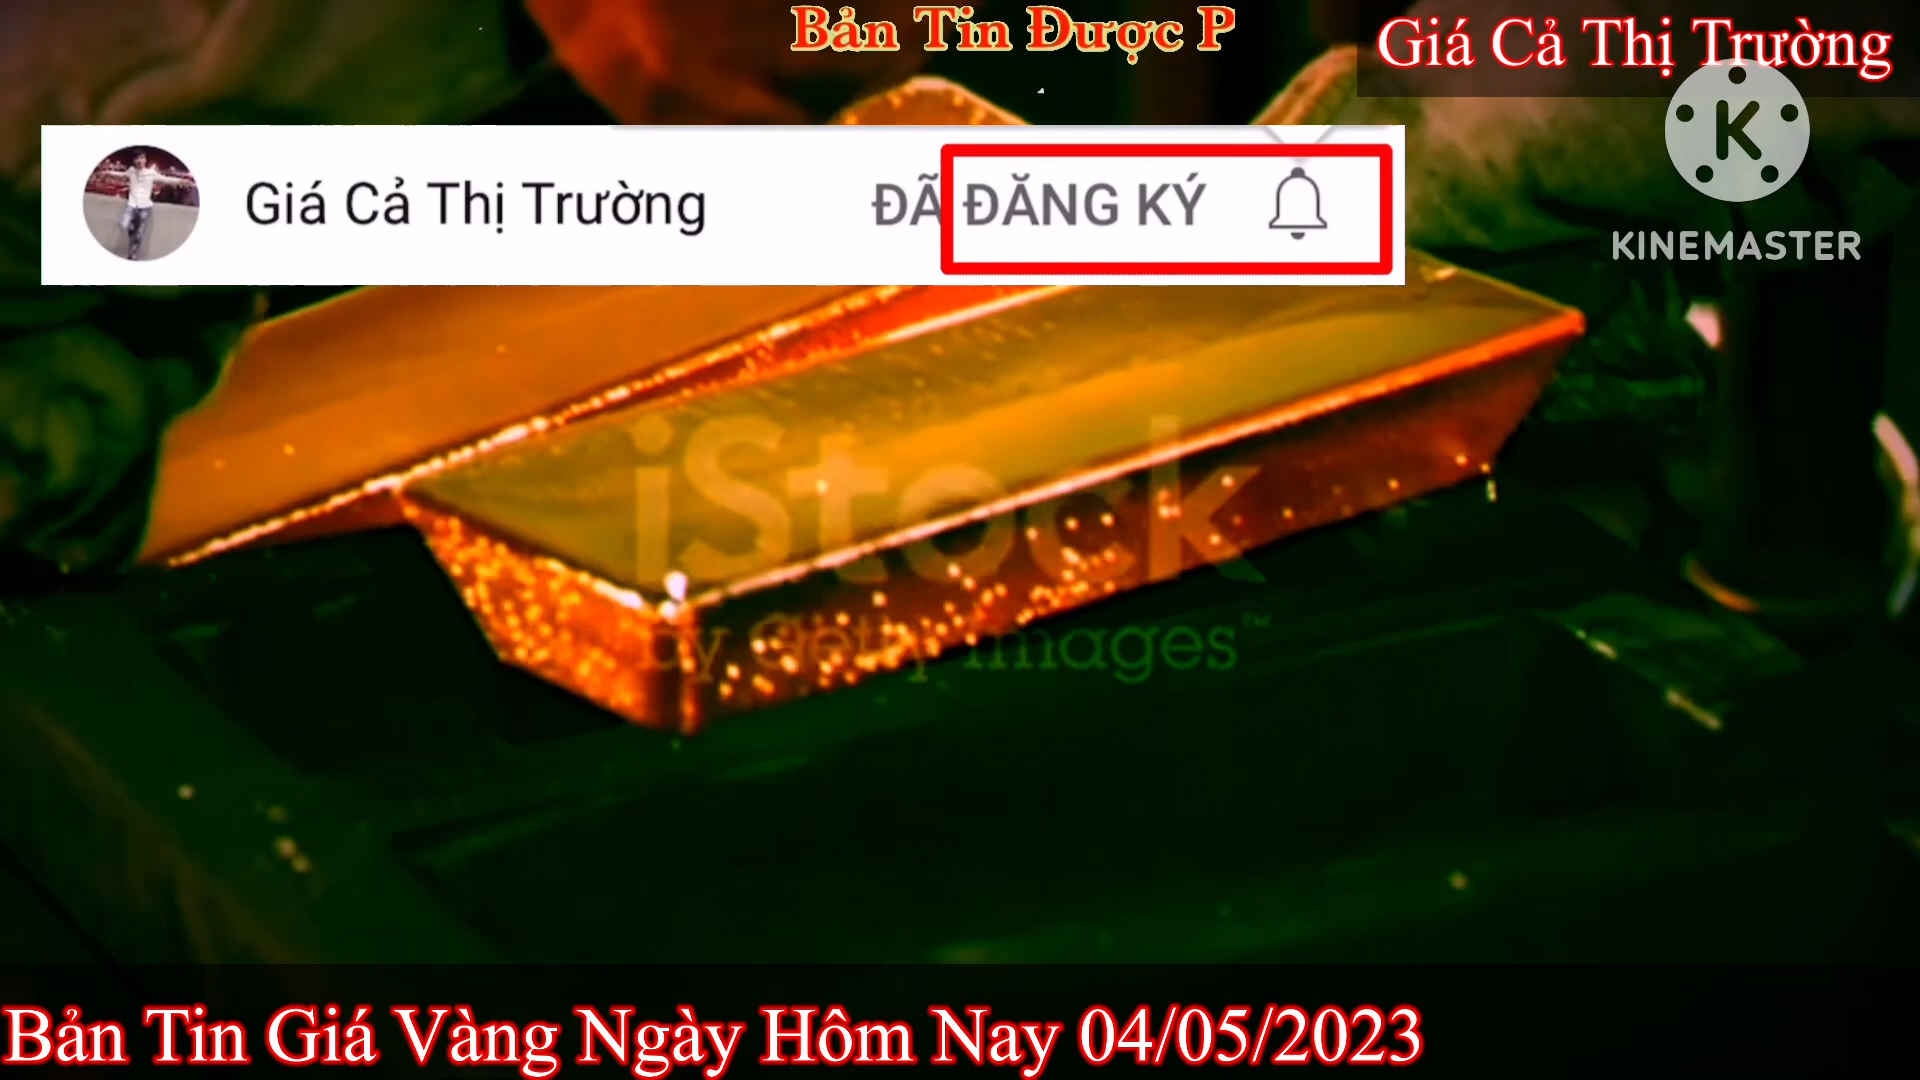 Bản Tin Được P
Giá Cả Thị Trường
K
KINEMASTER
Giá Cả Thị Trường
ĐÃ ĐĂNG KÝ
iStock
by Getty Images™
Bản Tin Giá Vàng Ngày Hôm Nay 04/05/2023